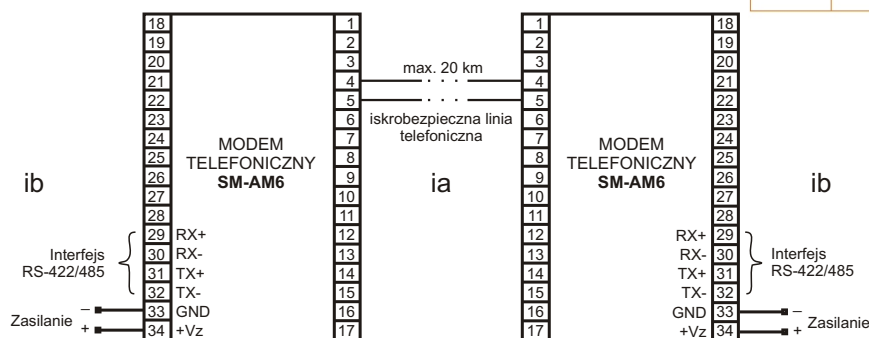 18 1 1 18
19 2 2 19
20 3 3 20
21 4 max. 20 km 4 21
22 5 5 22
23 6 iskrobezpieczna linia 6 23
telefoniczna
24 MODEM 7 7 MODEM 24
25 TELEFONICZNY 8 8 TELEFONICZNY 25
26 SM-AM6 9 9 SM-AM6 26
ib ia ib
27 10 10 27
28 11 11 28
29 RX+ 12 12 RX+ 29
Interfejs 30 RX- 13 13 RX- 30 Interfejs
RS-422/485 31 TX+ 14 14 TX+ 31 RS-422/485
32 TX- 15 15 TX- 32
Zasilanie – 33 GND 16 16 GND 33 – Zasilanie
+ 34 +Vz 17 17 +Vz 34 +